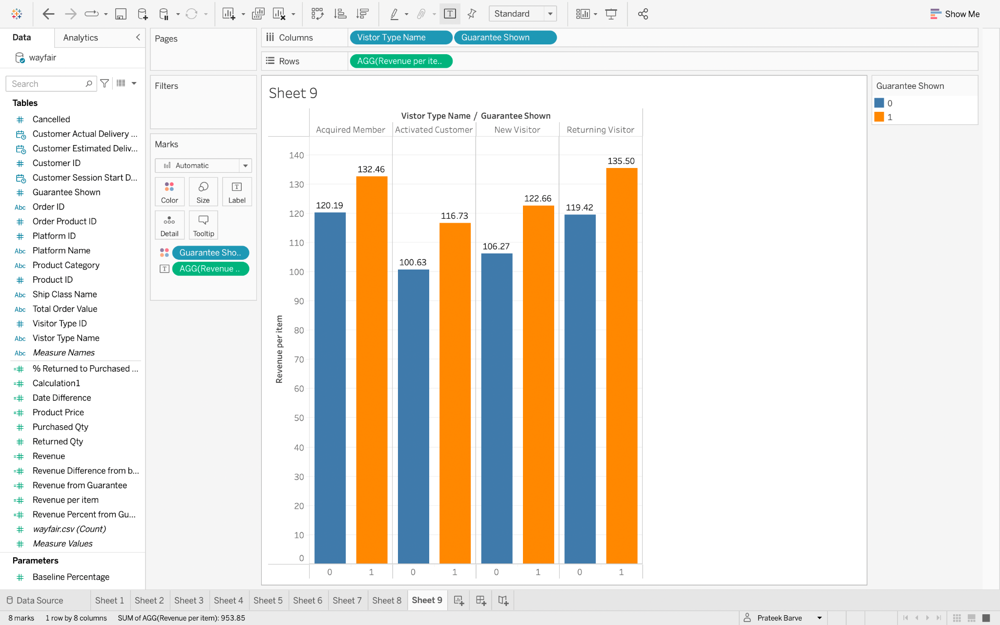 Standard
Show Me
Data
Analytics
wayfair
Search
Tables
Cancelled
Customer Actual Delivery ...
Customer Estimated Deliv...
Customer ID
Customer Session Start D...
Guarantee Shown
Abc Order ID
Order Product ID
Platform ID
Abc Platform Name
Abc Product Category
Product ID
Abc Ship Class Name
Abc Total Order Value
Visitor Type ID
Abc Vistor Type Name
Abc Measure Names
% Returned to Purchased ...
Calculation1
Date Difference
Product Price
Purchased Qty
Returned Qty
Revenue
Revenue Difference from b...
Revenue from Guarantee
Revenue per item
Revenue Percent from Gu...
wayfair.csv (Count)
Measure Values
Parameters
Baseline Percentage
Pages
Filters
Marks
Automatic
Color
Size
T
Label
Detail
Tooltip
Guarantee Sho..
T AGG(Revenue ..
Columns
Vistor Type Name
Guarantee Shown
Rows
AGG(Revenue per ite..
Sheet 9
Vistor Type Name / Guarantee Shown
Acquired Member
Activated Customer
New Visitor
Returning Visitor
Revenue per item
140
130
120
110
100
90
80
70
60
50
40
30
20
10
0
120.19
132.46
100.63
116.73
106.27
122.66
119.42
135.50
0 1 0 1 0 1 0 1
Guarantee Shown
0
1
Data Source
Sheet 1
Sheet 2
Sheet 3
Sheet 4
Sheet 5
Sheet 6
Sheet 7
Sheet 8
Sheet 9
8 marks
1 row by 8 columns
SUM of AGG(Revenue per item): 953.85
Prateek Barve